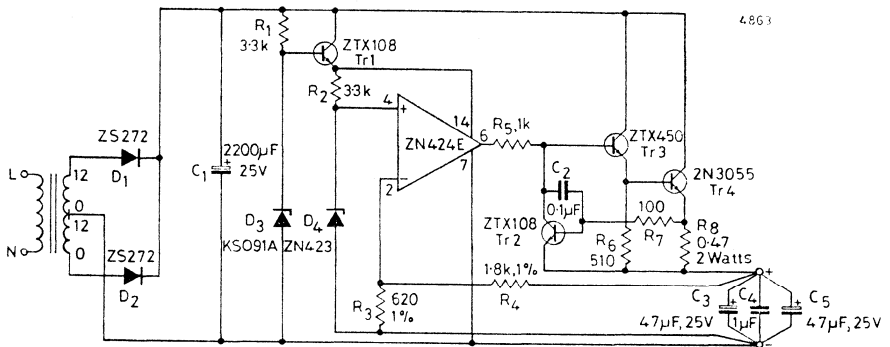 4863
R1
3·3k
ZTX108
Tr1
R2
3·3k
4
+
14
ZN424E
6
7
−
2
R5,1k
ZTX450
Tr3
2N3055
Tr4
ZS272
D1
L
N
12
0
12
0
ZS272
D2
2200µF
25V
C1
+
D3
KS091A
D4
ZN423
C2
0·1µF
ZTX108
Tr2
100
R7
R6
510
R8
0·47
2 Watts
1·8k,1%
R4
R3
620
1%
+
C3
+
C4
+
C5
47µF,25V
1µF
47µF,25V
−